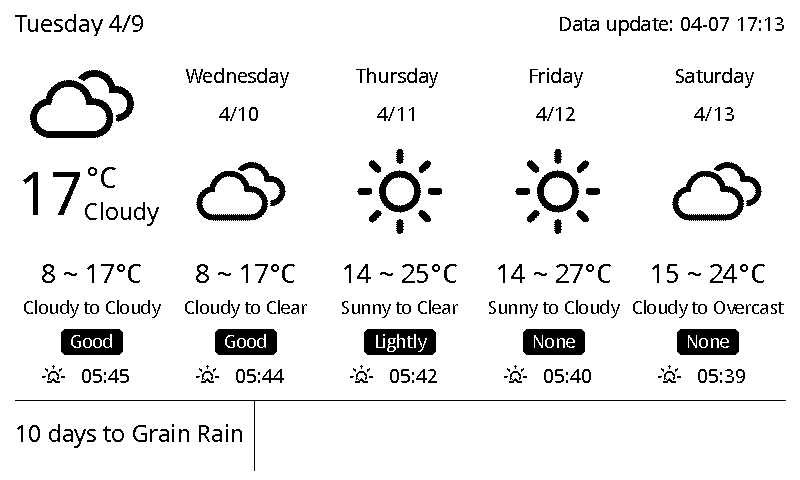 Tuesday 4/9
Data update: 04-07 17:13
17 °C
Cloudy
Wednesday Thursday Friday Saturday
4/10 4/11 4/12 4/13
8 ~ 17°C 8 ~ 17°C 14 ~ 25°C 14 ~ 27°C 15 ~ 24°C
Cloudy to Cloudy Cloudy to Clear Sunny to Clear Sunny to Cloudy Cloudy to Overcast
Good Good Lightly None None
05:45 05:44 05:42 05:40 05:39
10 days to Grain Rain